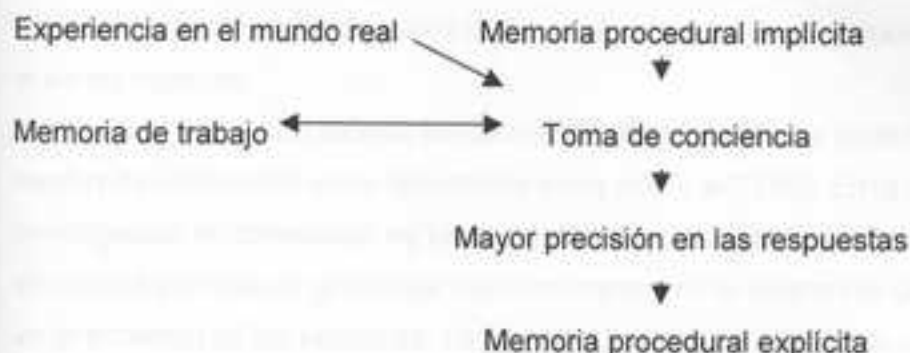 Experiencia en el mundo real Memoria procedural implícita
Memoria de trabajo Toma de conciencia
Mayor precisión en las respuestas
Memoria procedural explícita